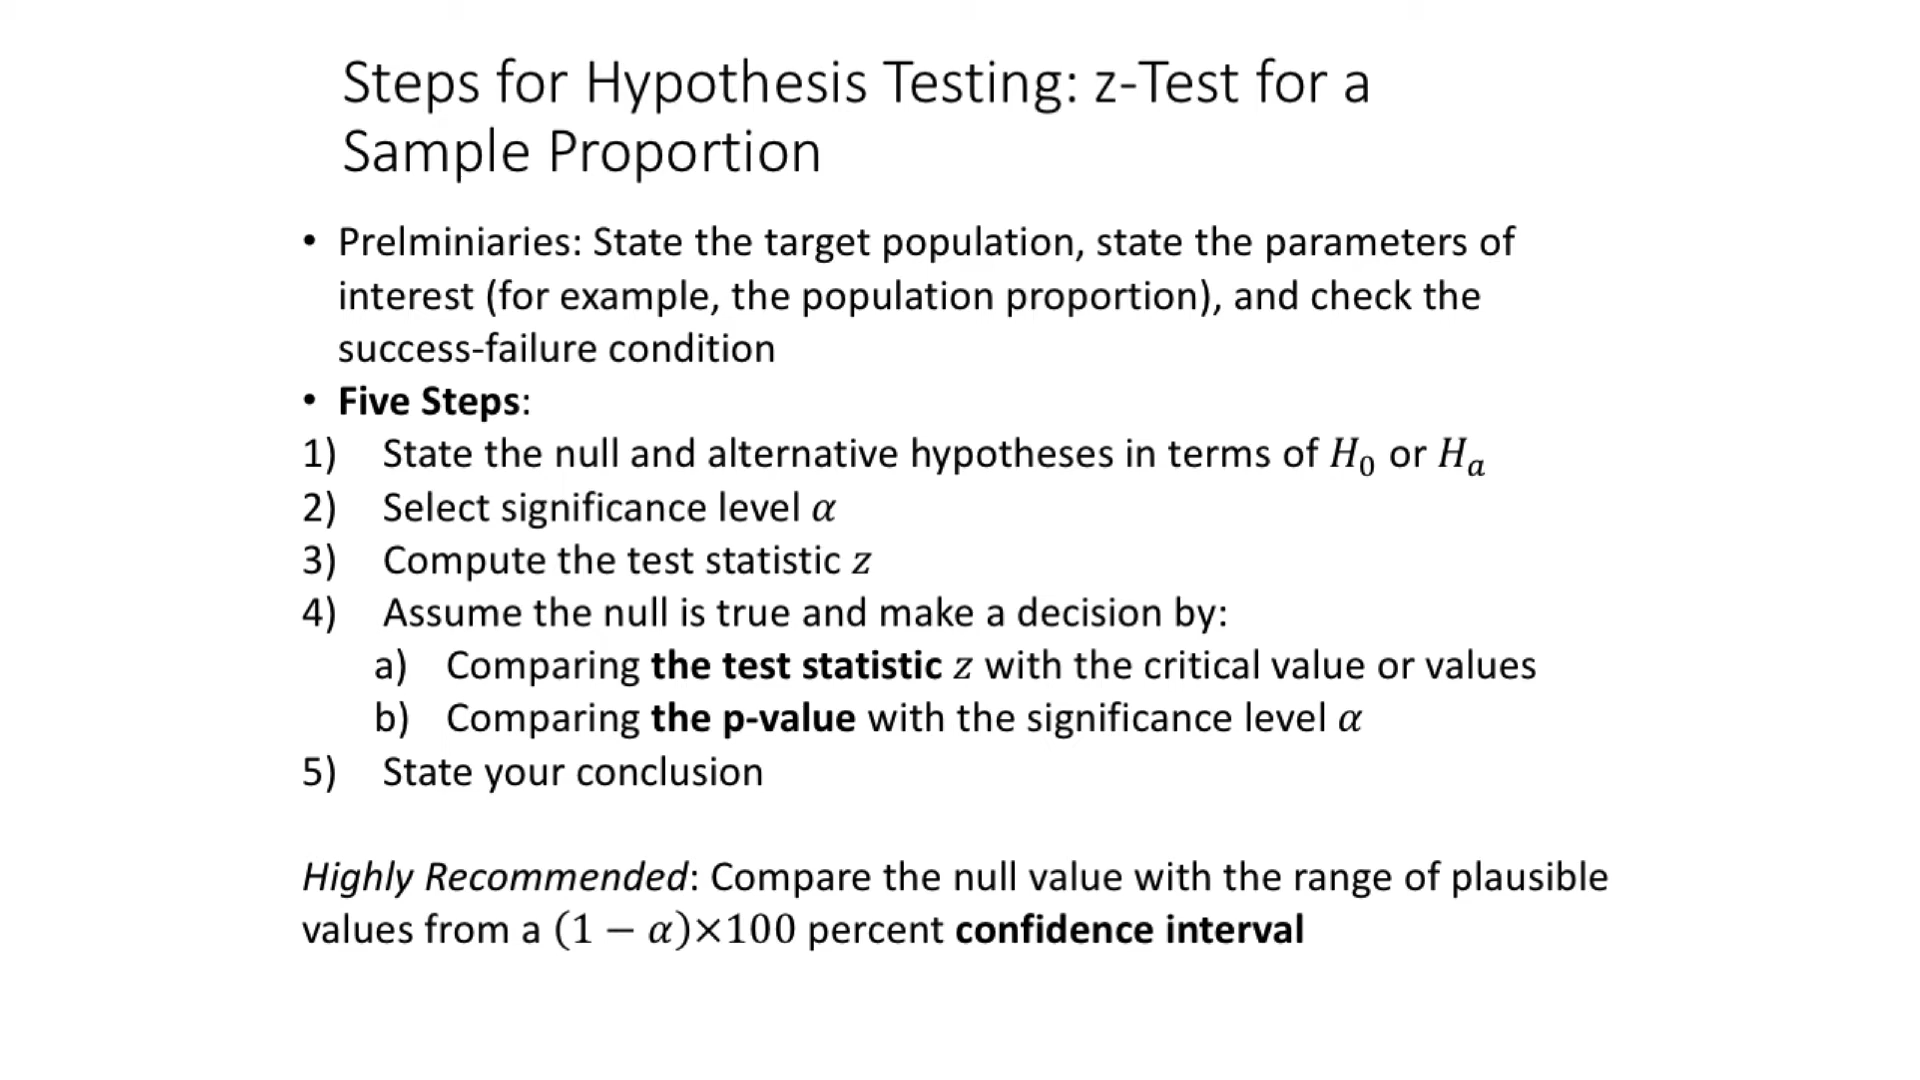 Steps for Hypothesis Testing: z-Test for a
Sample Proportion
• Prelminiaries: State the target population, state the parameters of
interest (for example, the population proportion), and check the
success-failure condition
• Five Steps:
1) State the null and alternative hypotheses in terms of H₀ or Hₐ
2) Select significance level α
3) Compute the test statistic z
4) Assume the null is true and make a decision by:
a) Comparing the test statistic z with the critical value or values
b) Comparing the p-value with the significance level α
5) State your conclusion
Highly Recommended: Compare the null value with the range of plausible
values from a (1 − α)×100 percent confidence interval